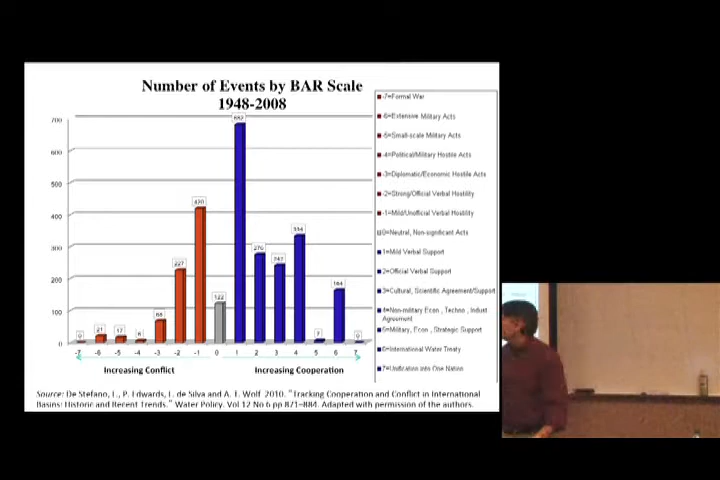 Number of Events by BAR Scale
1948-2008
700
600
500
400
300
200
100
0
0
21
17
6
68
227
420
122
682
276
247
334
7
164
0
-7
-6
-5
-4
-3
-2
-1
0
1
2
3
4
5
6
7
Increasing Conflict
Increasing Cooperation
-7=Formal War
-6=Extensive Military Acts
-5=Small-scale Military Acts
-4=Political/Military Hostile Acts
-3=Diplomatic/Economic Hostile Acts
-2=Strong/Official Verbal Hostility
-1=Mild/Unofficial Verbal Hostility
0=Neutral, Non-significant Acts
1=Mild Verbal Support
2=Official Verbal Support
3=Cultural, Scientific Agreement/Support
4=Non-military Econ, Techno, Indust
Agreement
5=Military, Econ, Strategic Support
6=International Water Treaty
7=Unification into One Nation
Source: De Stefano, L., P. Edwards, L. de Silva and A. T. Wolf 2010. "Tracking Cooperation and Conflict in International
Basins: Historic and Recent Trends." Water Policy. Vol 12 No 6 pp 871-884. Adapted with permission of the authors.